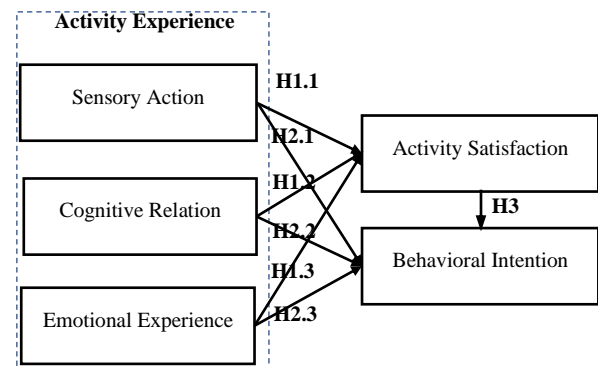 Activity Experience
Sensory Action
H1.1
H2.1
Activity Satisfaction
H1.2
Cognitive Relation
H3
H2.2
Behavioral Intention
H1.3
Emotional Experience
H2.3